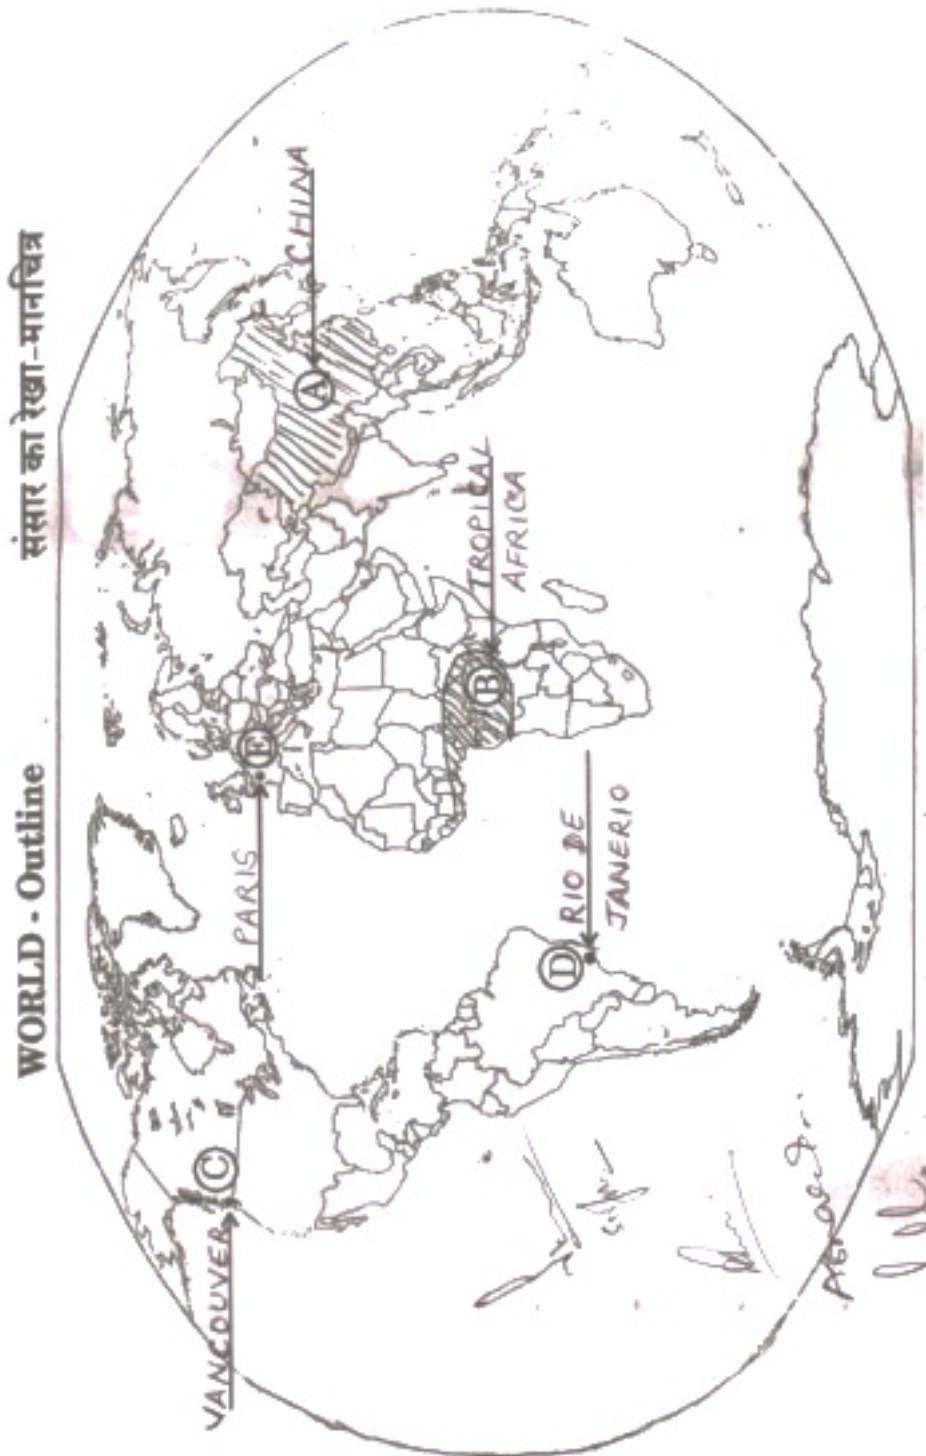 WORLD - Outline संसार का रेखा-मानचित्र
VANCOUVER
C
PARIS
E
A
CHINA
B
TROPICAL
AFRICA
D
RIO DE
JANERIO